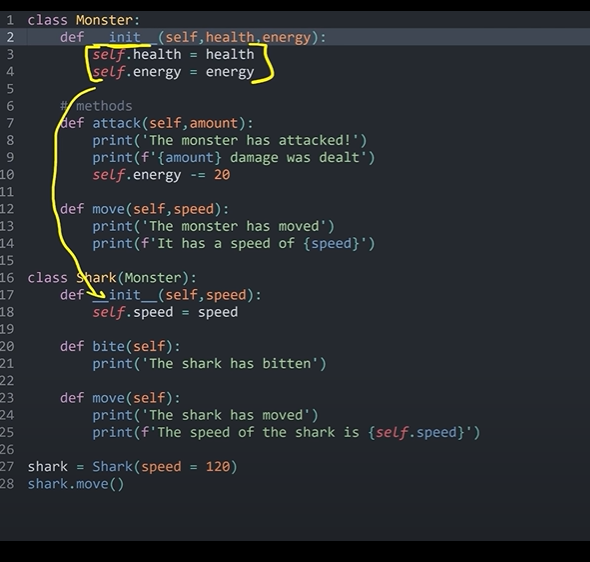 1 class Monster:
2     def __init__(self,health,energy):
3         self.health = health
4         self.energy = energy
5
6     # methods
7     def attack(self,amount):
8         print('The monster has attacked!')
9         print(f'{amount} damage was dealt')
10         self.energy -= 20
11
12     def move(self,speed):
13         print('The monster has moved')
14         print(f'It has a speed of {speed}')
15
16 class Shark(Monster):
17     def __init__(self,speed):
18         self.speed = speed
19
20     def bite(self):
21         print('The shark has bitten')
22
23     def move(self):
24         print('The shark has moved')
25         print(f'The speed of the shark is {self.speed}')
26
27 shark = Shark(speed = 120)
28 shark.move()